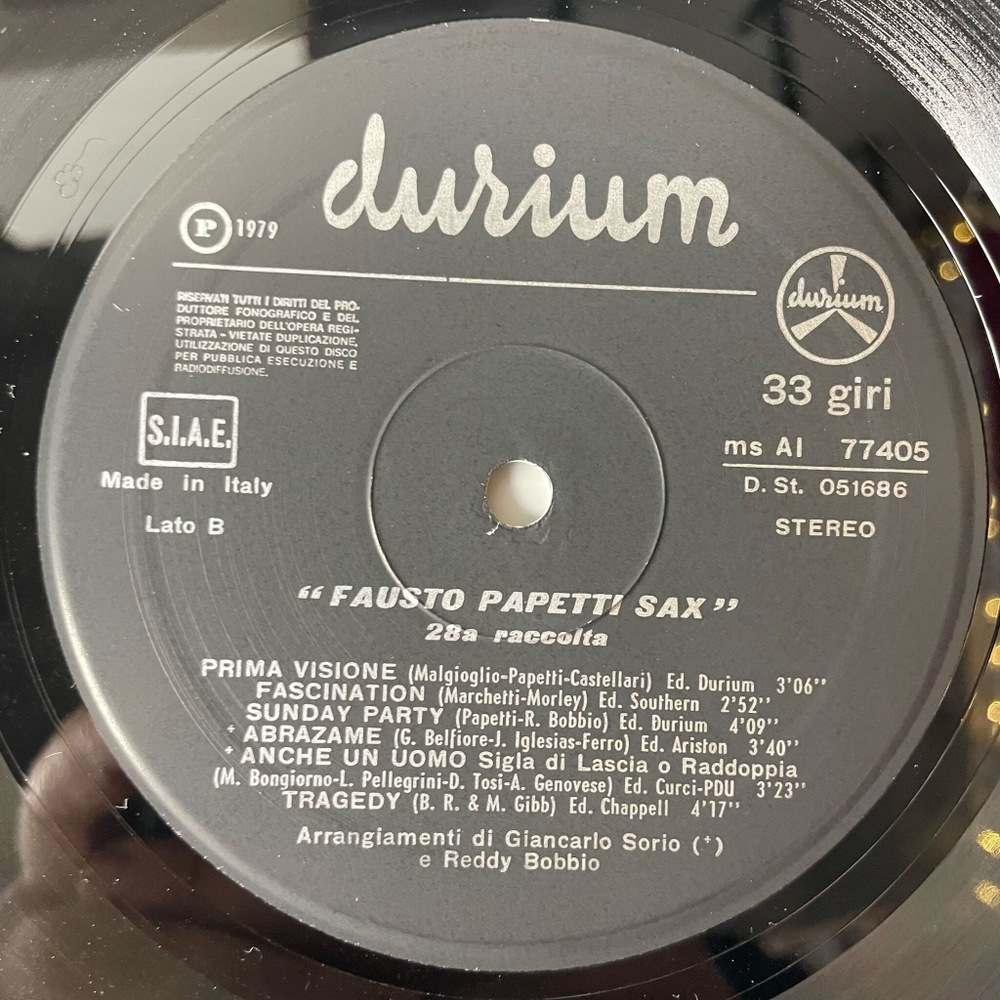 durium
P 1979
RISERVATI TUTTI I DIRITTI DEL PRO-
DUTTORE FONOGRAFICO E DEL
PROPRIETARIO DELL'OPERA REGI-
STRATA - VIETATE DUPLICAZIONE,
UTILIZZAZIONE DI QUESTO DISCO
PER PUBBLICA ESECUZIONE E
RADIODIFFUSIONE.
durium
33 giri
S.I.A.E.
ms AI 77405
Made in Italy
D. St. 051686
Lato B
STEREO
“FAUSTO PAPETTI SAX”
28a raccolta
PRIMA VISIONE (Malgioglio-Papetti-Castellari) Ed. Durium 3'06''
FASCINATION (Marchetti-Morley) Ed. Southern 2'52''
SUNDAY PARTY (Papetti-R. Bobbio) Ed. Durium 4'09''
+ ABRAZAME (G. Belfiore-J. Iglesias-Ferro) Ed. Ariston 3'40''
+ ANCHE UN UOMO Sigla di Lascia o Raddoppia
(M. Bongiorno-L. Pellegrini-D. Tosi-A. Genovese) Ed. Curci-PDU 3'23''
TRAGEDY (B. R. & M. Gibb) Ed. Chappell 4'17''
Arrangiamenti di Giancarlo Sorio (+)
e Reddy Bobbio